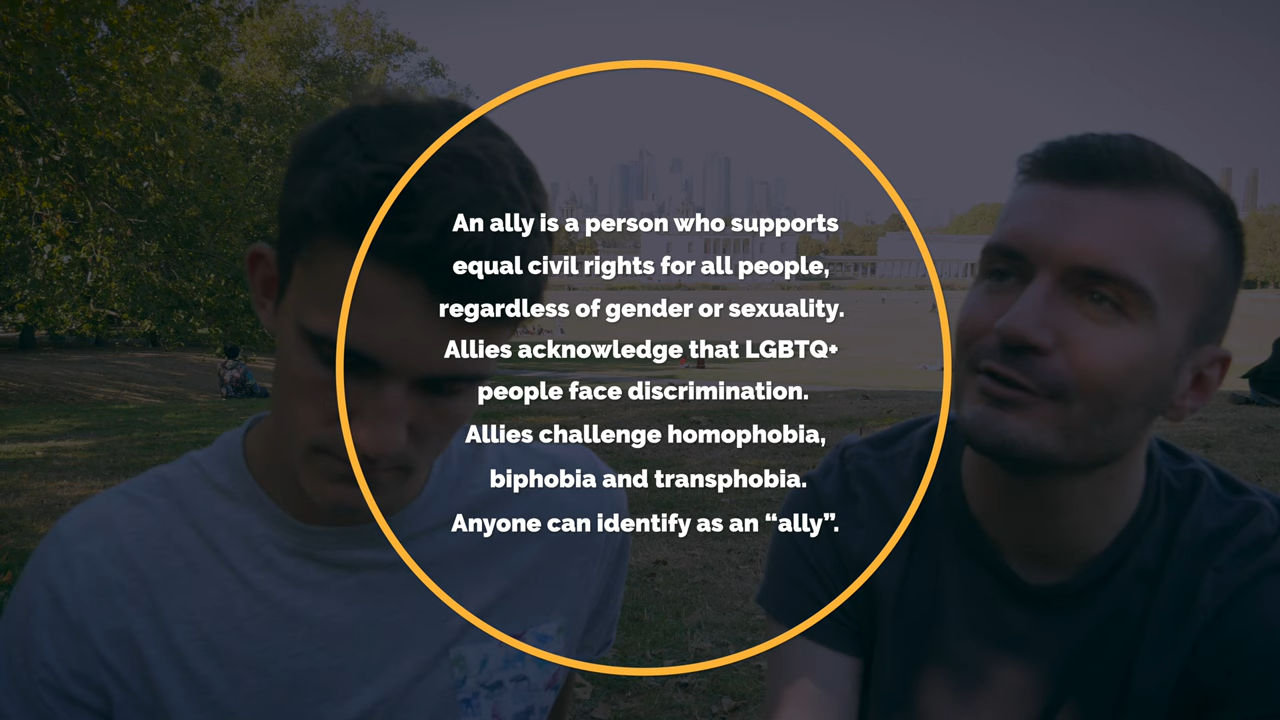 An ally is a person who supports
equal civil rights for all people,
regardless of gender or sexuality.
Allies acknowledge that LGBTQ+
people face discrimination.
Allies challenge homophobia,
biphobia and transphobia.
Anyone can identify as an “ally”.